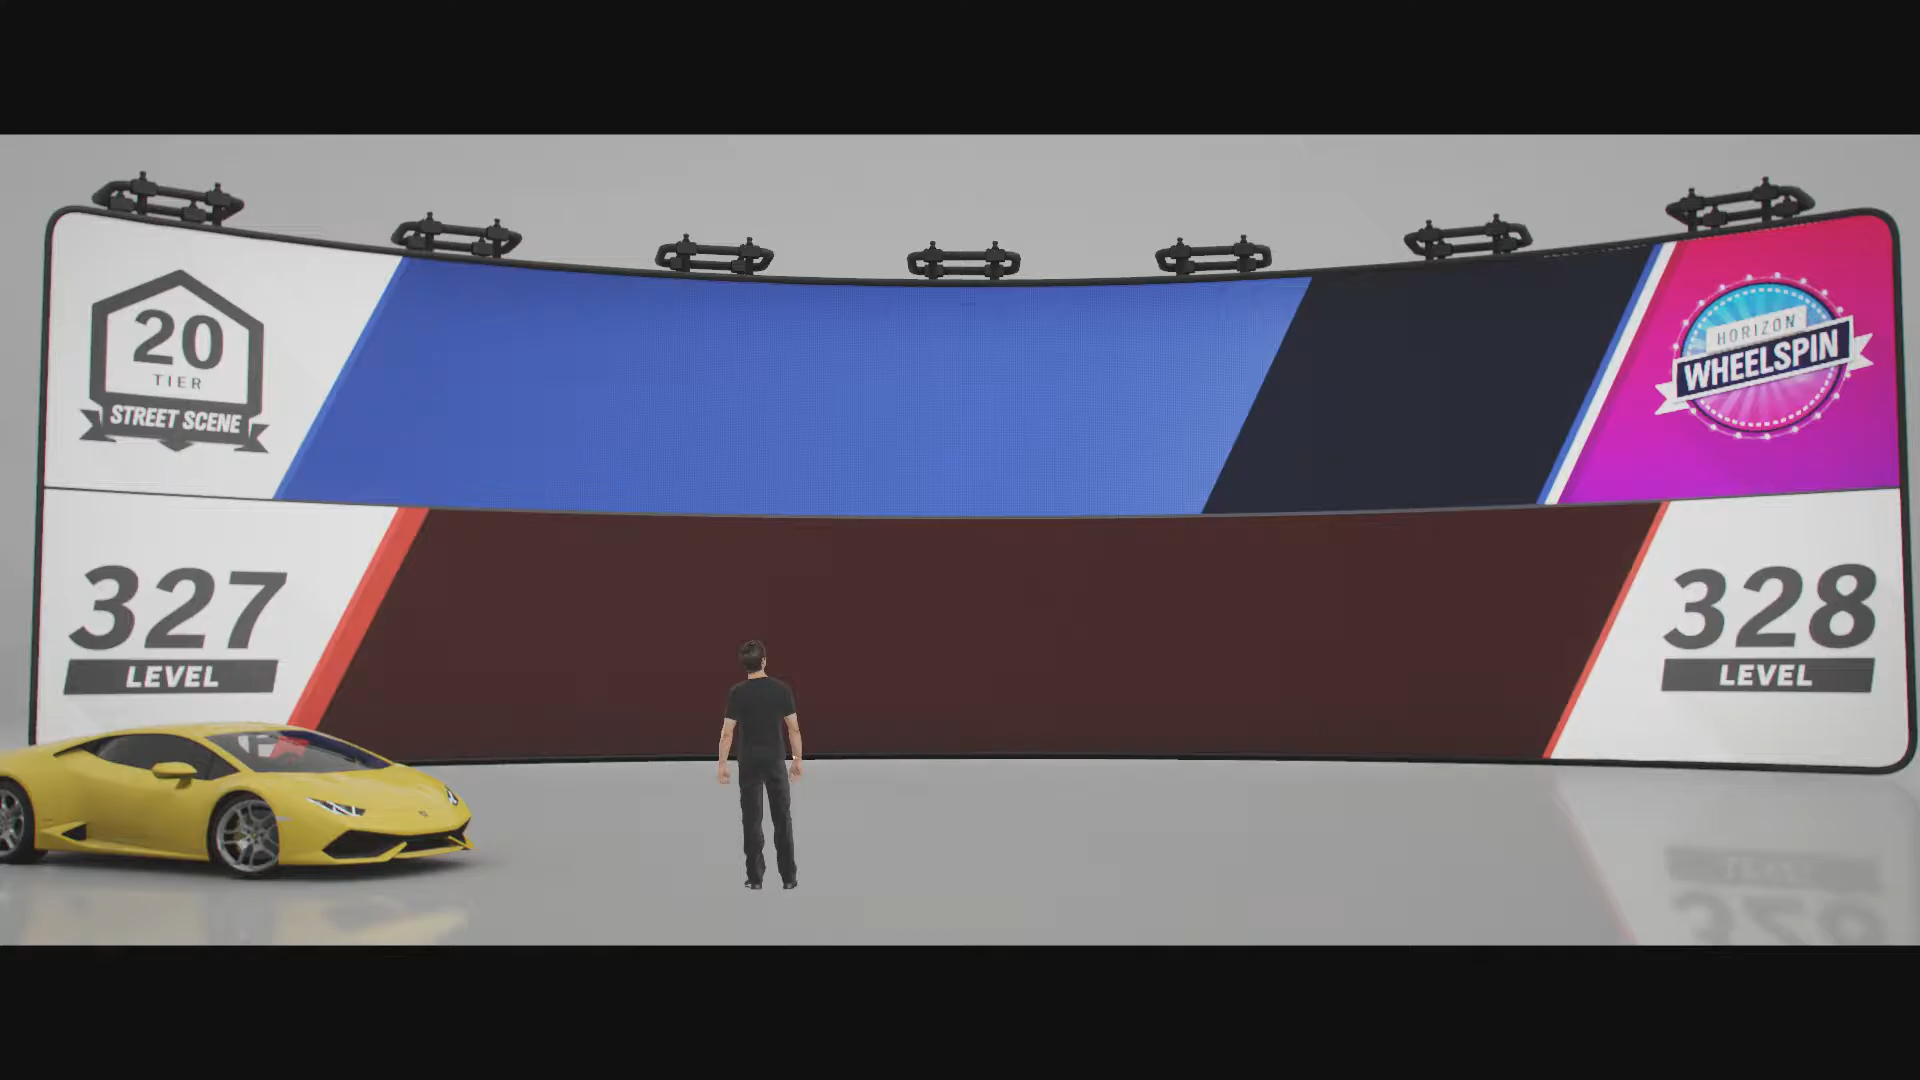 20
TIER
STREET SCENE
HORIZON
WHEELSPIN
327
LEVEL
328
LEVEL